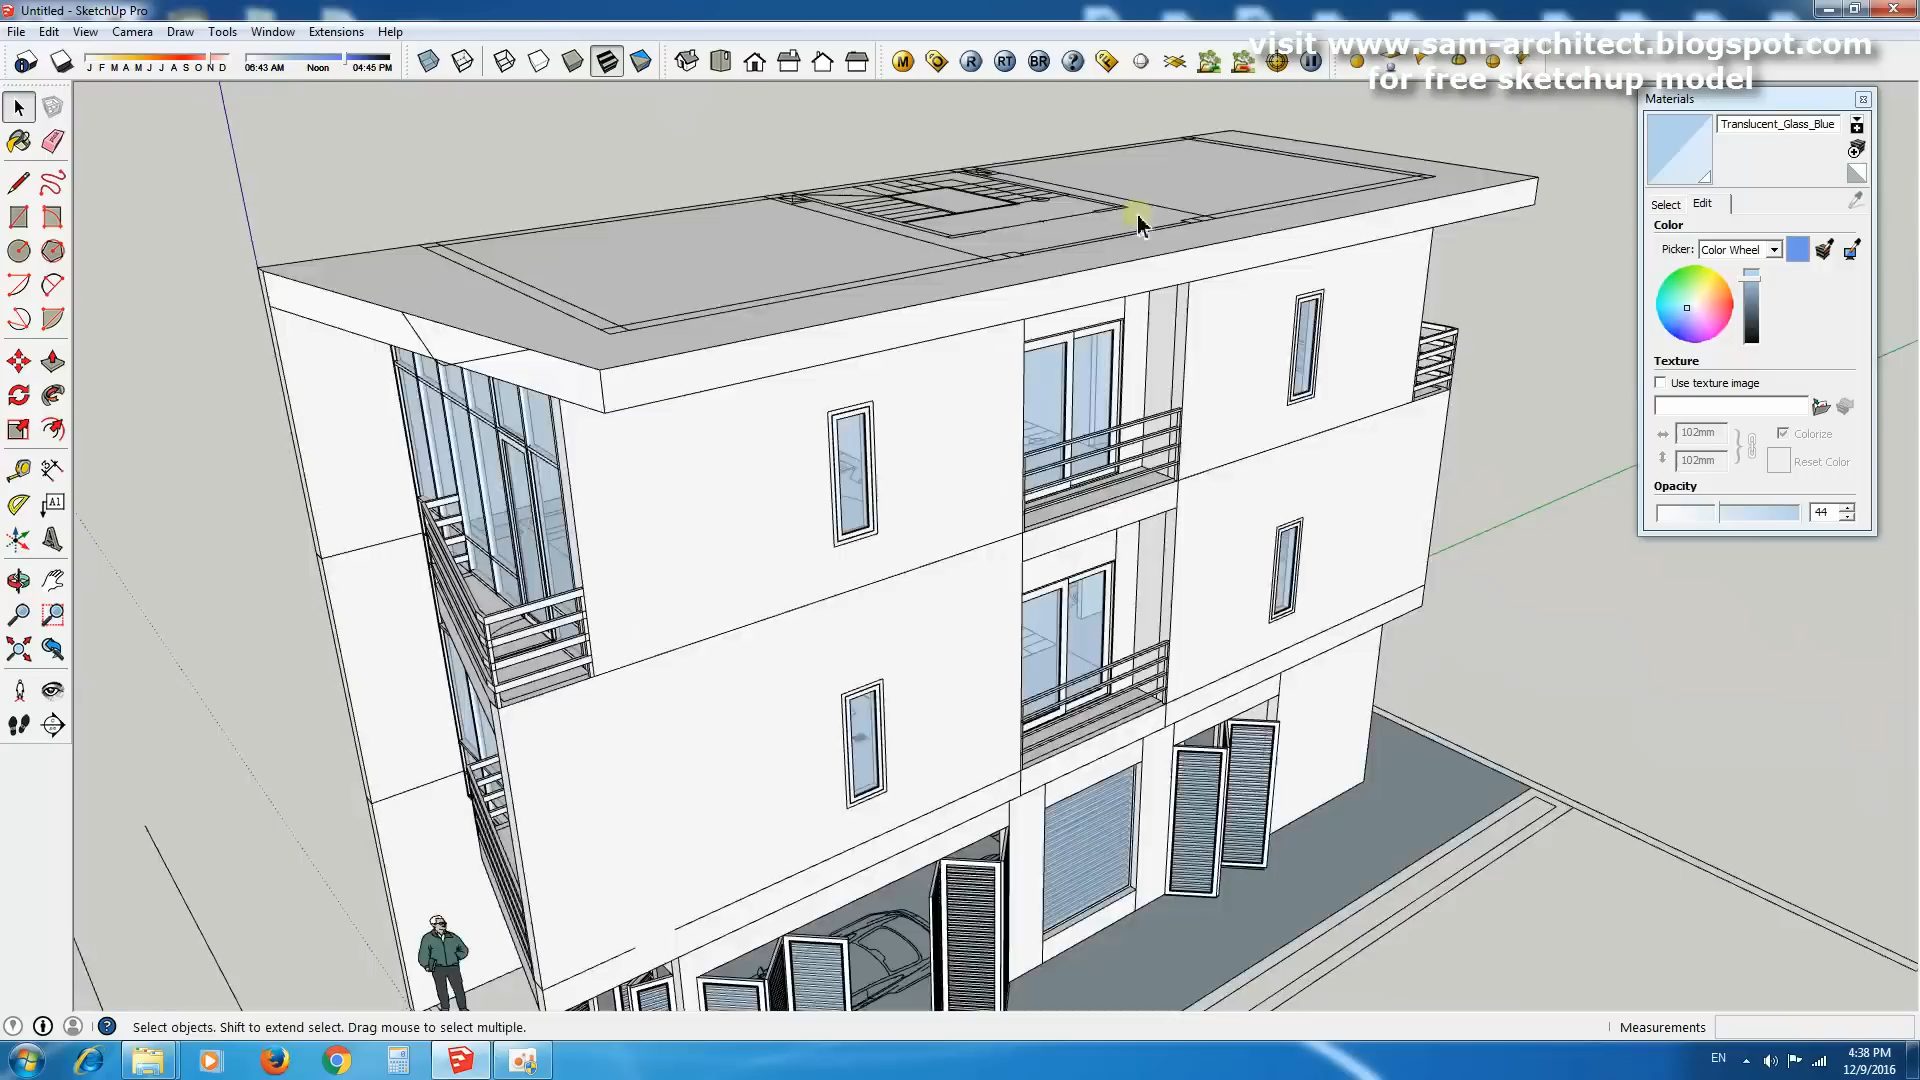 Untitled - SketchUp Pro
File Edit View Camera Draw Tools Window Extensions Help
J F M A M J J A S O N D 06:43 AM Noon 04:45 PM
M R RT BR ?
visit www.sam-architect.blogspot.com
for free sketchup model
Materials
Translucent_Glass_Blue
Select Edit
Color
Picker: Color Wheel
Texture
Use texture image
102mm
Colorize
102mm
Reset Color
Opacity
44
A1
Select objects. Shift to extend select. Drag mouse to select multiple.
Measurements
EN
4:38 PM
12/9/2016